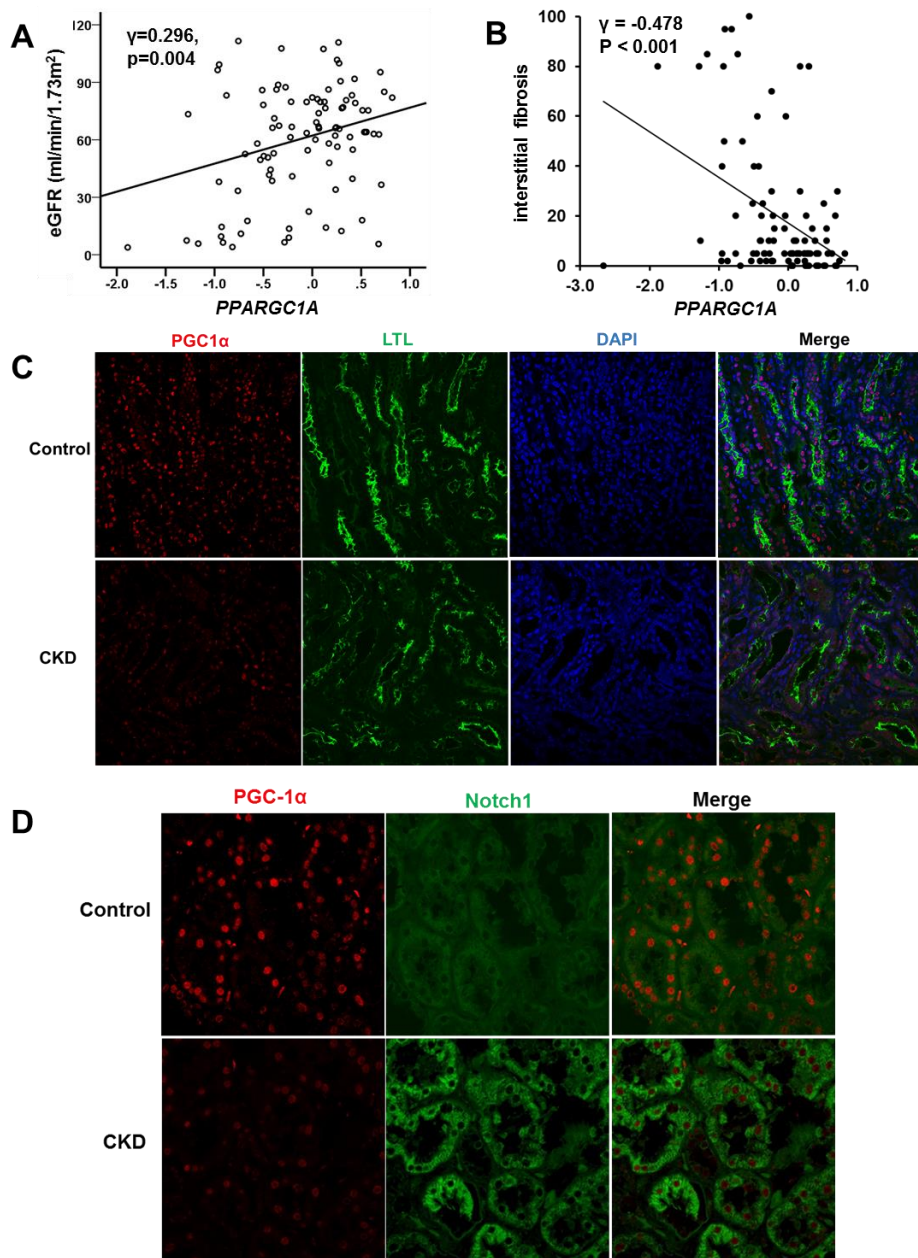 A
γ=0.296,
p=0.004
eGFR (ml/min/1.73m²)
120
90
60
30
0
-2.0 -1.5 -1.0 -.5 .0 .5 1.0
PPARGC1A
B
γ = -0.478
P < 0.001
interstitial fibrosis
100
80
60
40
20
0
-3.0 -2.0 -1.0 0.0 1.0
PPARGC1A
C
PGC1α LTL DAPI Merge
Control
CKD
D
PGC-1α Notch1 Merge
Control
CKD